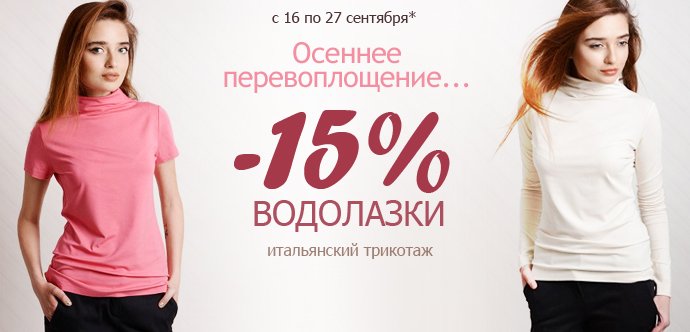 с 16 по 27 сентября*
Осеннее
перевоплощение...
-15%
ВОДОЛАЗКИ
итальянский трикотаж